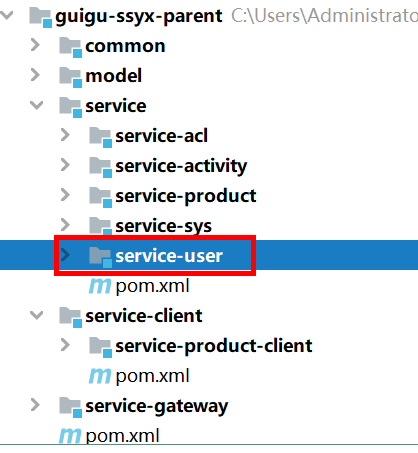 guigu-ssyx-parent C:\Users\Administrato
common
model
service
service-acl
service-activity
service-product
service-sys
service-user
pom.xml
service-client
service-product-client
pom.xml
service-gateway
pom.xml